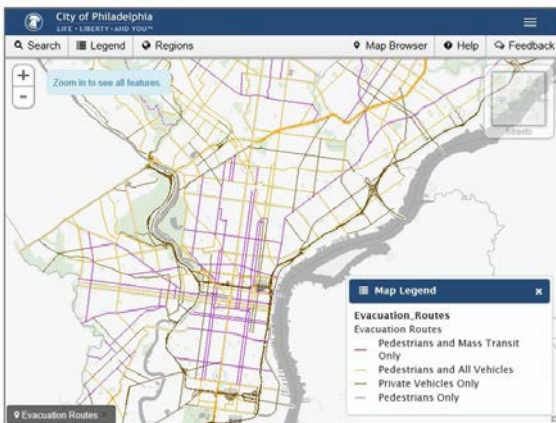 City of Philadelphia
LIFE • LIBERTY • AND YOU™
Search Legend Regions Map Browser Help Feedback
+
Zoom in to see all features.
-
Streets
Map Legend ×
Evacuation_Routes
Evacuation Routes
Pedestrians and Mass Transit
Only
Pedestrians and All Vehicles
Private Vehicles Only
Pedestrians Only
Evacuation Routes ×